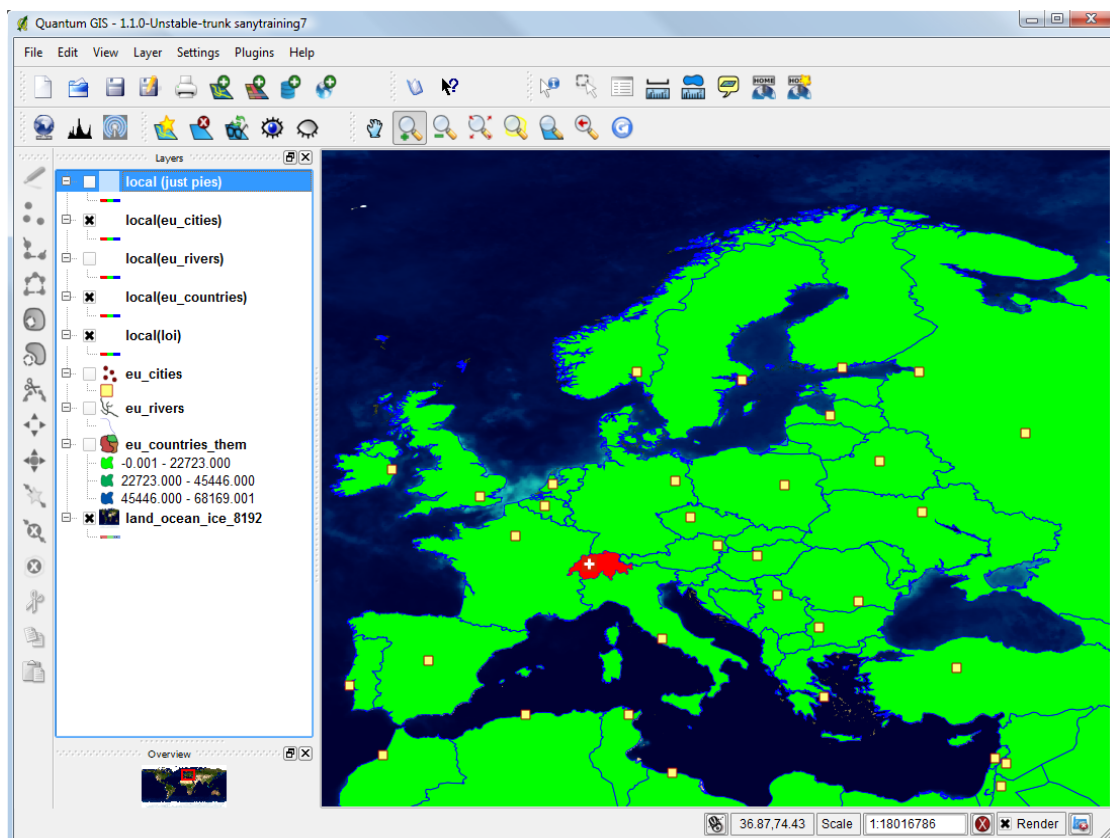 Quantum GIS - 1.1.0-Unstable-trunk sanytraining7
File Edit View Layer Settings Plugins Help
HOME
Layers
local (just pies)
local(eu_cities)
local(eu_rivers)
local(eu_countries)
local(loi)
eu_cities
eu_rivers
eu_countries_them
-0.001 - 22723.000
22723.000 - 45446.000
45446.000 - 68169.001
land_ocean_ice_8192
Overview
36.87,74.43 Scale 1:18016786 Render